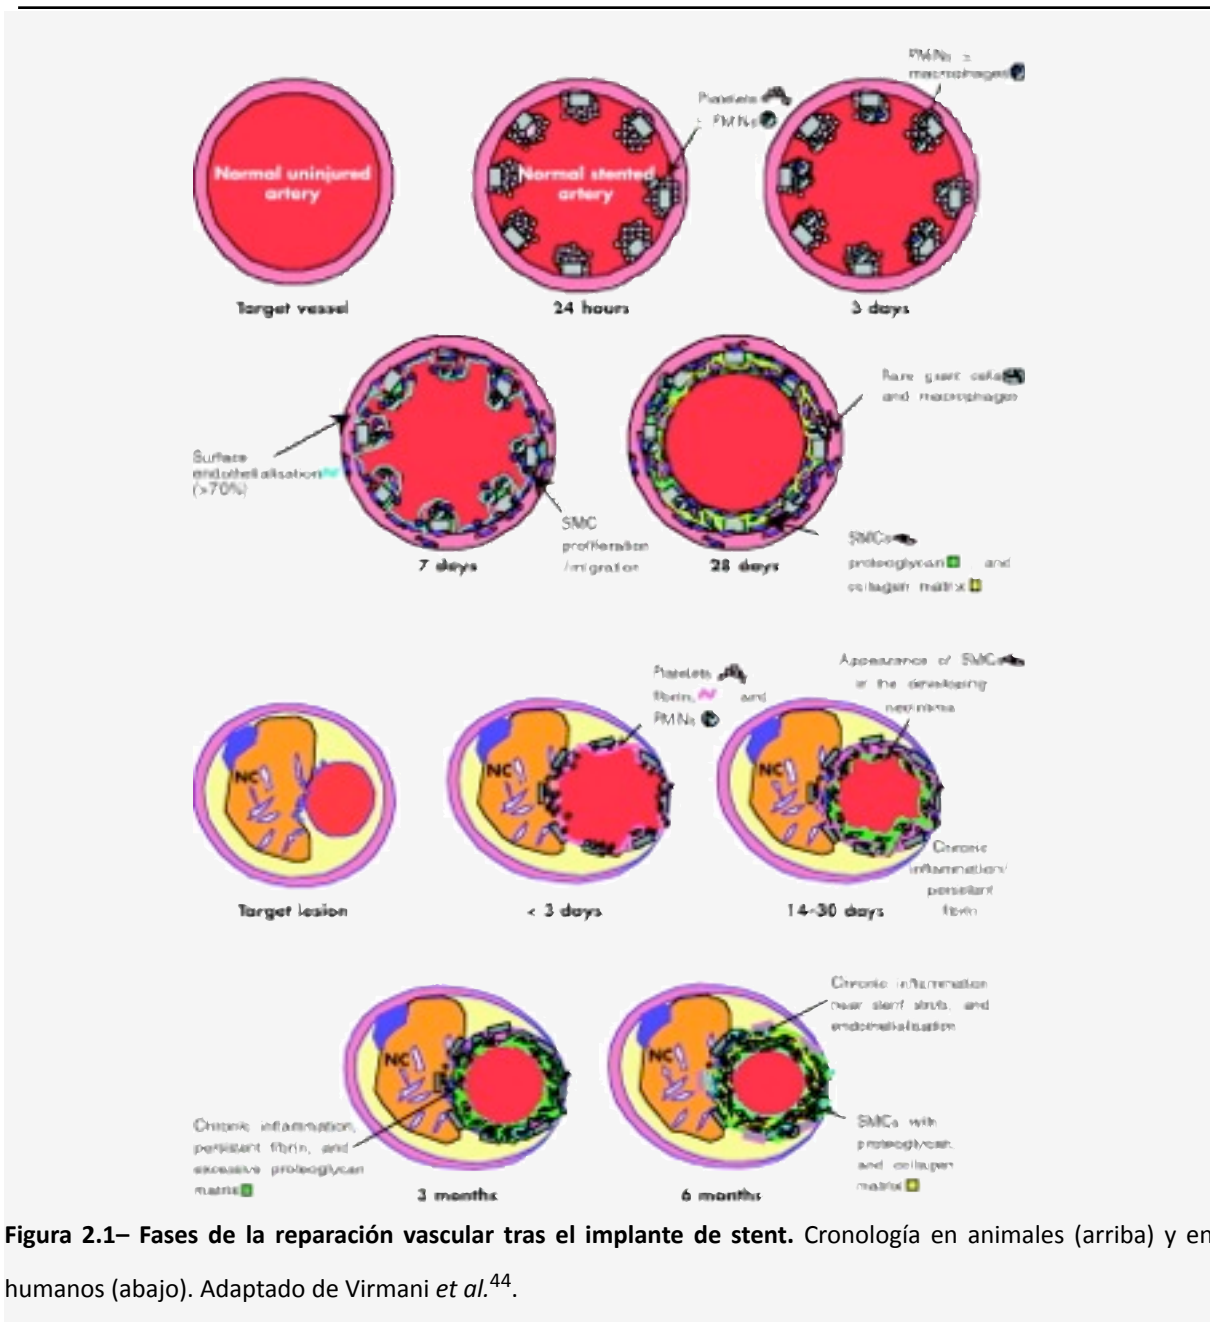 PMNs
macrophages
Platelets
PMNs
Normal uninjured
artery
Normal stented
artery
Target vessel
24 hours
3 days
Rare giant cells
and macrophages
Surface
endothelialisation
(>70%)
SMC
proliferation
/migration
7 days
28 days
SMCs
proteoglycan and
collagen matrix
Platelets
fibrin, and
PMNs
Appearance of SMCs
in the developing
neointima
NC
NC
NC
Chronic
inflammation/
persistent
fibrin
Target lesion
< 3 days
14-30 days
Chronic inflammation
near stent struts, and
endothelialisation
NC
NC
Chronic inflammation,
persistent fibrin, and
excessive proteoglycan
matrix
SMCs with
proteoglycan
and collagen
matrix
3 months
6 months
Figura 2.1– Fases de la reparación vascular tras el implante de stent. Cronología en animales (arriba) y en
humanos (abajo). Adaptado de Virmani et al.44.